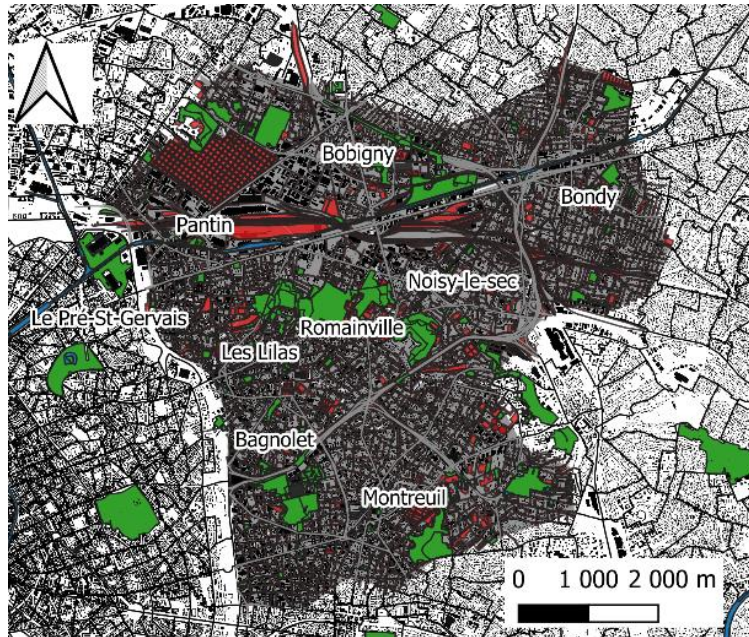 Bobigny
Bondy
Pantin
Noisy-le-sec
Le Pré-St-Gervais
Romainville
Les Lilas
Bagnolet
Montreuil
0 1 000 2 000 m